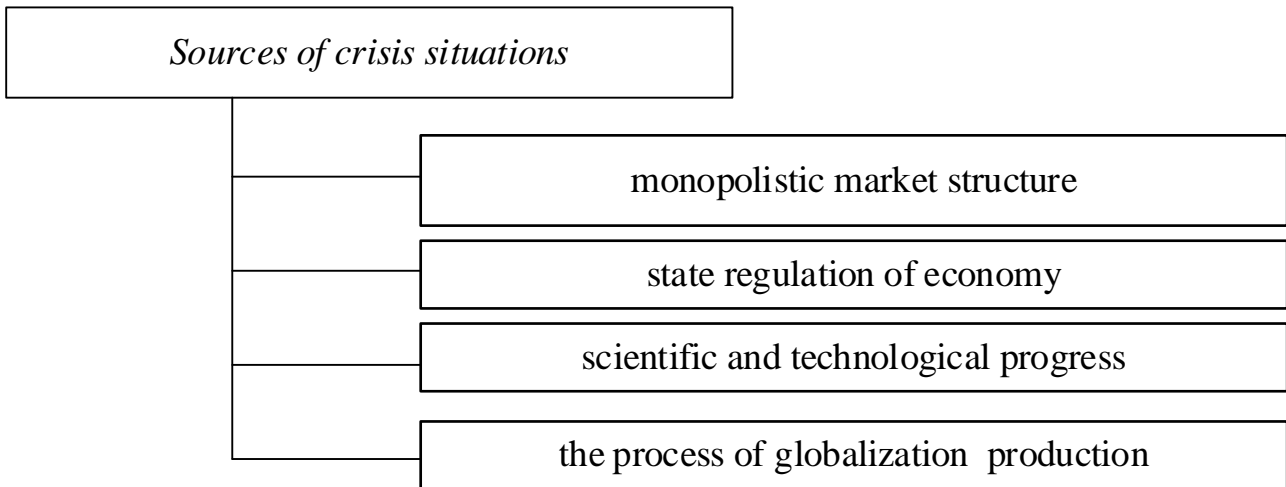 Sources of crisis situations
monopolistic market structure
state regulation of economy
scientific and technological progress
the process of globalization  production